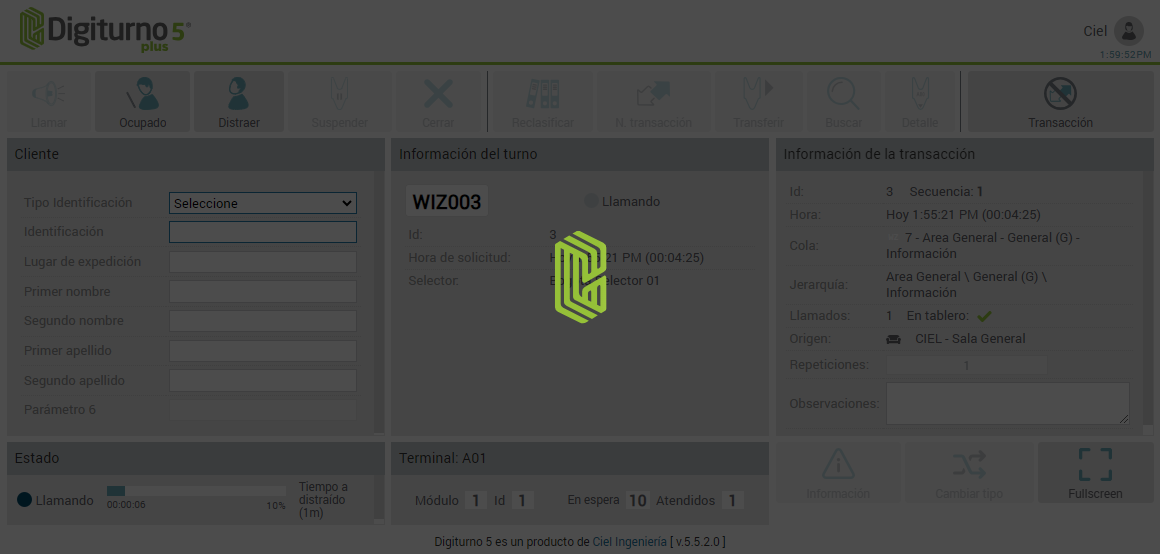 Digiturno 5®
plus
Ciel
1:59:52PM
Llamar
Ocupado
Distraer
Suspender
Cerrar
Reclasificar
N. transacción
Transferir
Buscar
Detalle
Transacción
Cliente
Tipo Identificación Seleccione
Identificación
Lugar de expedición
Primer nombre
Segundo nombre
Primer apellido
Segundo apellido
Parámetro 6
Información del turno
WIZ003 Llamando
Id: 3
Hora de solicitud: 21 PM (00:04:25)
Selector: elector 01
Información de la transacción
Id: 3 Secuencia: 1
Hora: Hoy 1:55:21 PM (00:04:25)
Cola: 7 - Area General - General (G) -
Información
Jerarquía: Area General \ General (G) \
Información
Llamados: 1 En tablero:
Origen: CIEL - Sala General
Repeticiones: 1
Observaciones:
Estado
Llamando
00:00:06 10%
Tiempo a
distraído
(1m)
Terminal: A01
Módulo 1 Id 1 En espera 10 Atendidos 1
Información
Cambiar tipo
Fullscreen
Digiturno 5 es un producto de Ciel Ingeniería [ v.5.5.2.0 ]